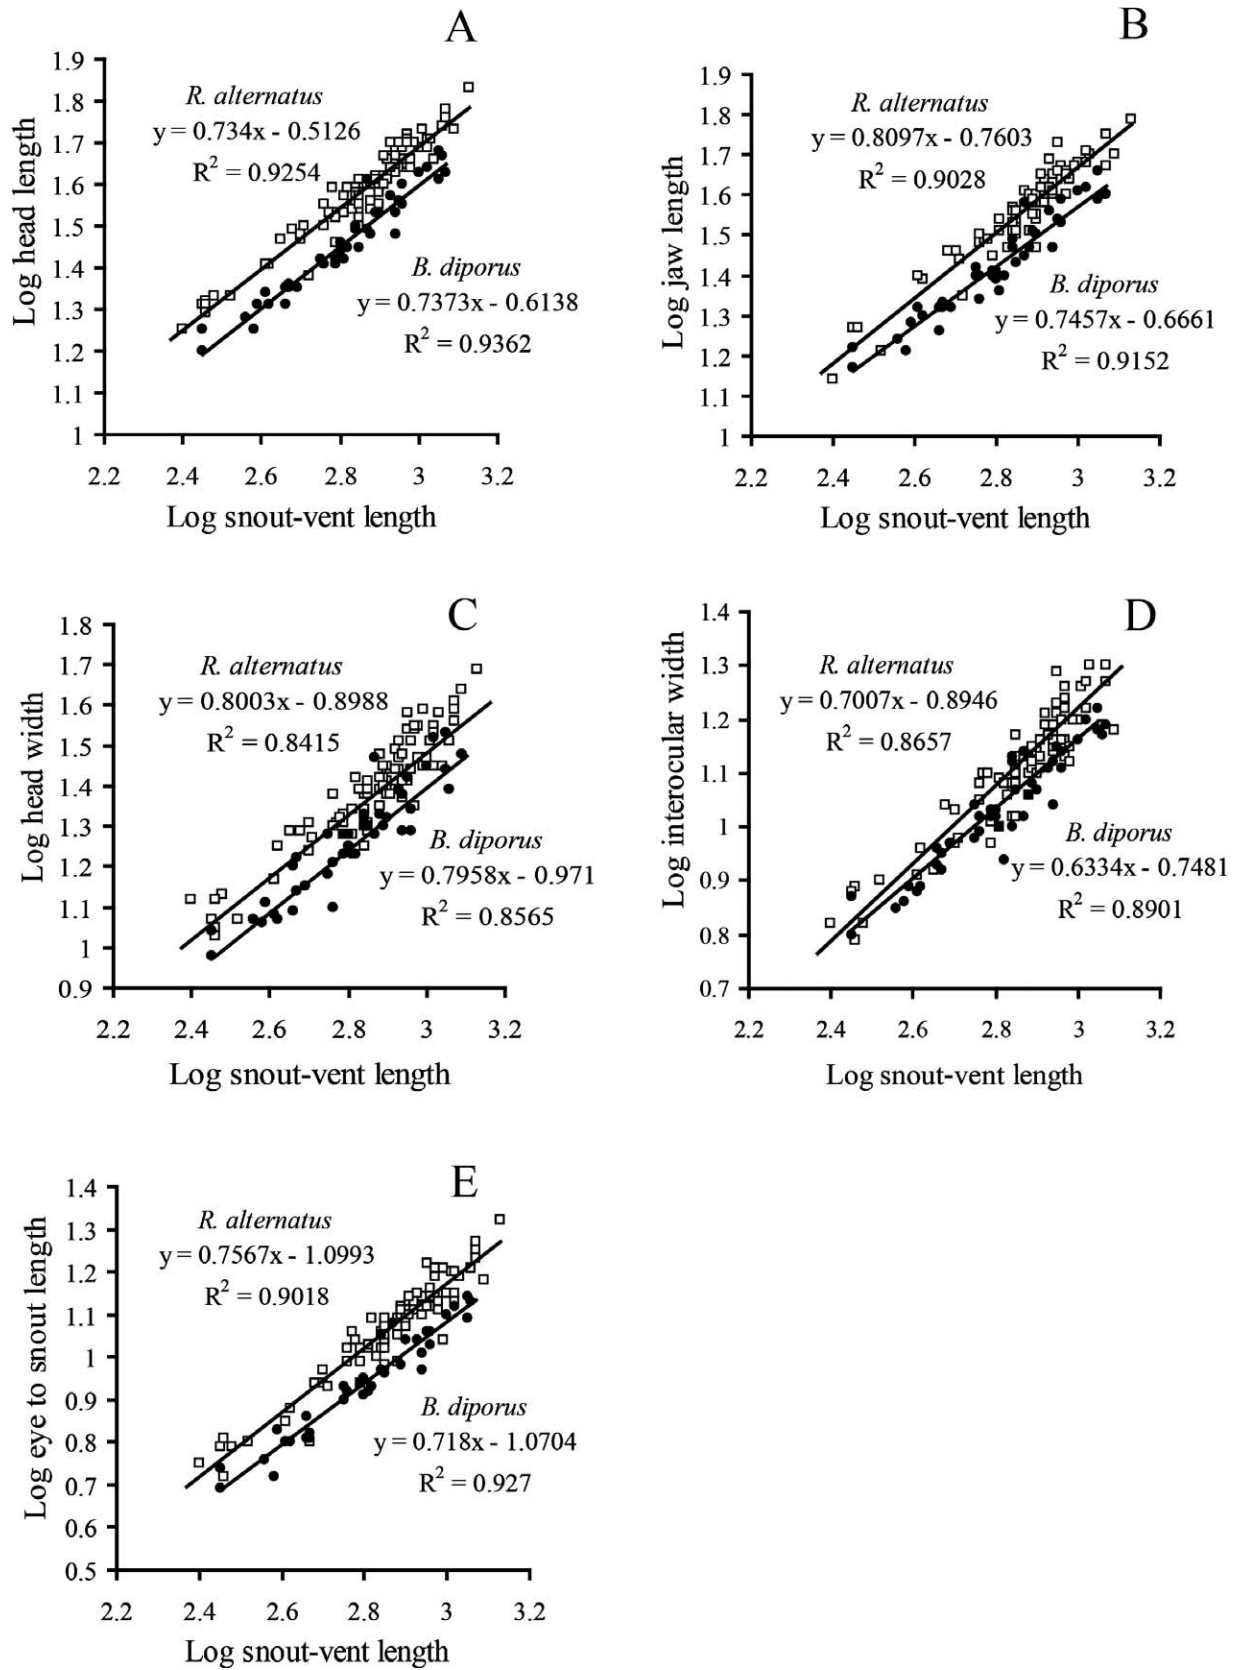 A
Log head length
1.9
1.8
1.7
1.6
1.5
1.4
1.3
1.2
1.1
1
R. alternatus
y = 0.734x - 0.5126
R² = 0.9254
B. diporus
y = 0.7373x - 0.6138
R² = 0.9362
2.2 2.4 2.6 2.8 3 3.2
Log snout-vent length
B
Log jaw length
1.9
1.8
1.7
1.6
1.5
1.4
1.3
1.2
1.1
1
R. alternatus
y = 0.8097x - 0.7603
R² = 0.9028
B. diporus
y = 0.7457x - 0.6661
R² = 0.9152
2.2 2.4 2.6 2.8 3 3.2
Log snout-vent length
C
Log head width
1.8
1.7
1.6
1.5
1.4
1.3
1.2
1.1
1
0.9
R. alternatus
y = 0.8003x - 0.8988
R² = 0.8415
B. diporus
y = 0.7958x - 0.971
R² = 0.8565
2.2 2.4 2.6 2.8 3 3.2
Log snout-vent length
D
Log interocular width
1.4
1.3
1.2
1.1
1
0.9
0.8
0.7
R. alternatus
y = 0.7007x - 0.8946
R² = 0.8657
B. diporus
y = 0.6334x - 0.7481
R² = 0.8901
2.2 2.4 2.6 2.8 3 3.2
Log snout-vent length
E
Log eye to snout length
1.4
1.3
1.2
1.1
1
0.9
0.8
0.7
0.6
0.5
R. alternatus
y = 0.7567x - 1.0993
R² = 0.9018
B. diporus
y = 0.718x - 1.0704
R² = 0.927
2.2 2.4 2.6 2.8 3 3.2
Log snout-vent length